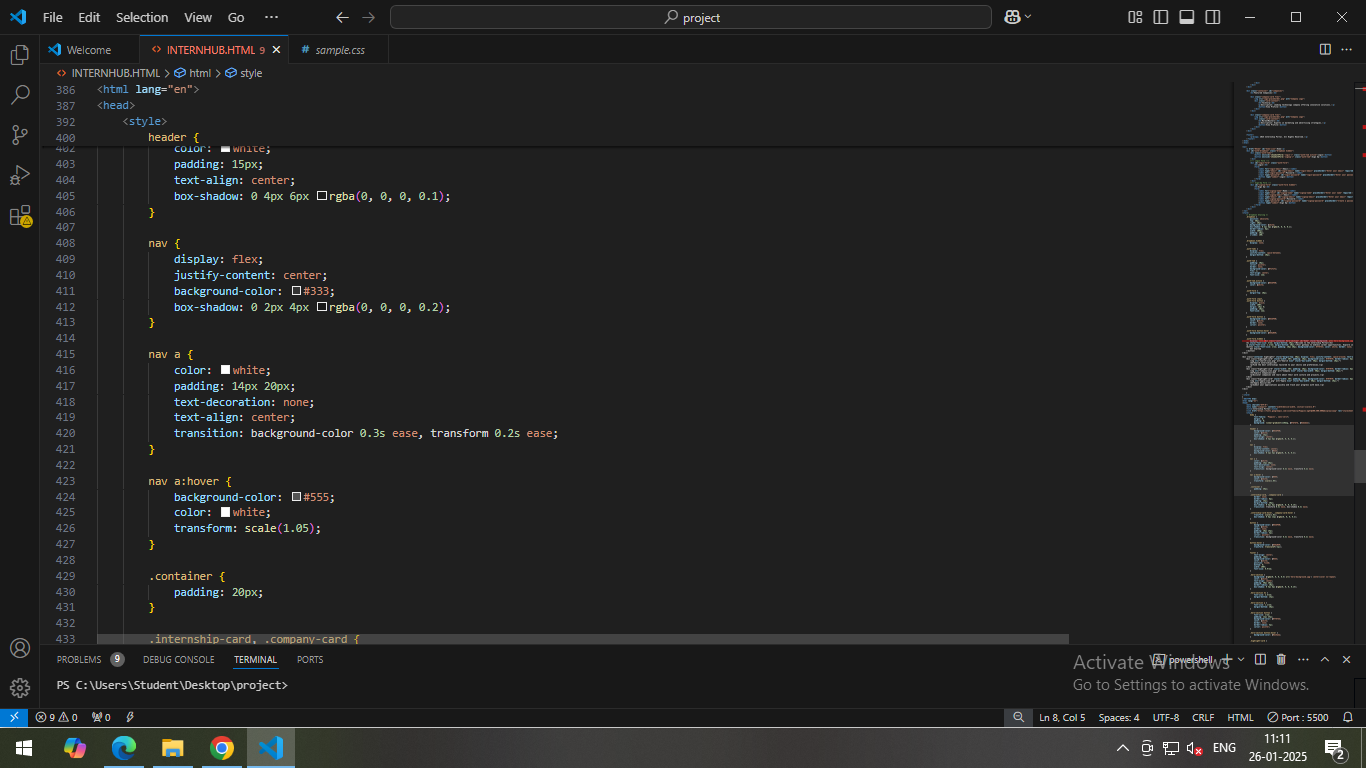 File Edit Selection View Go ··· project
Welcome INTERNHUB.HTML 9 sample.css
INTERNHUB.HTML > html > style
386 <html lang="en">
387 <head>
392 <style>
400 header {
402 color: white;
403 padding: 15px;
404 text-align: center;
405 box-shadow: 0 4px 6px rgba(0, 0, 0, 0.1);
406 }
407
408 nav {
409 display: flex;
410 justify-content: center;
411 background-color: #333;
412 box-shadow: 0 2px 4px rgba(0, 0, 0, 0.2);
413 }
414
415 nav a {
416 color: white;
417 padding: 14px 20px;
418 text-decoration: none;
419 text-align: center;
420 transition: background-color 0.3s ease, transform 0.2s ease;
421 }
422
423 nav a:hover {
424 background-color: #555;
425 color: white;
426 transform: scale(1.05);
427 }
428
429 .container {
430 padding: 20px;
431 }
432
433 .internship-card, .company-card {
PROBLEMS 9 DEBUG CONSOLE TERMINAL PORTS powershell
PS C:\Users\Student\Desktop\project>
Activate Windows
Go to Settings to activate Windows.
9 0 0 Ln 8, Col 5 Spaces: 4 UTF-8 CRLF HTML Port : 5500
ENG 11:11
26-01-2025 2